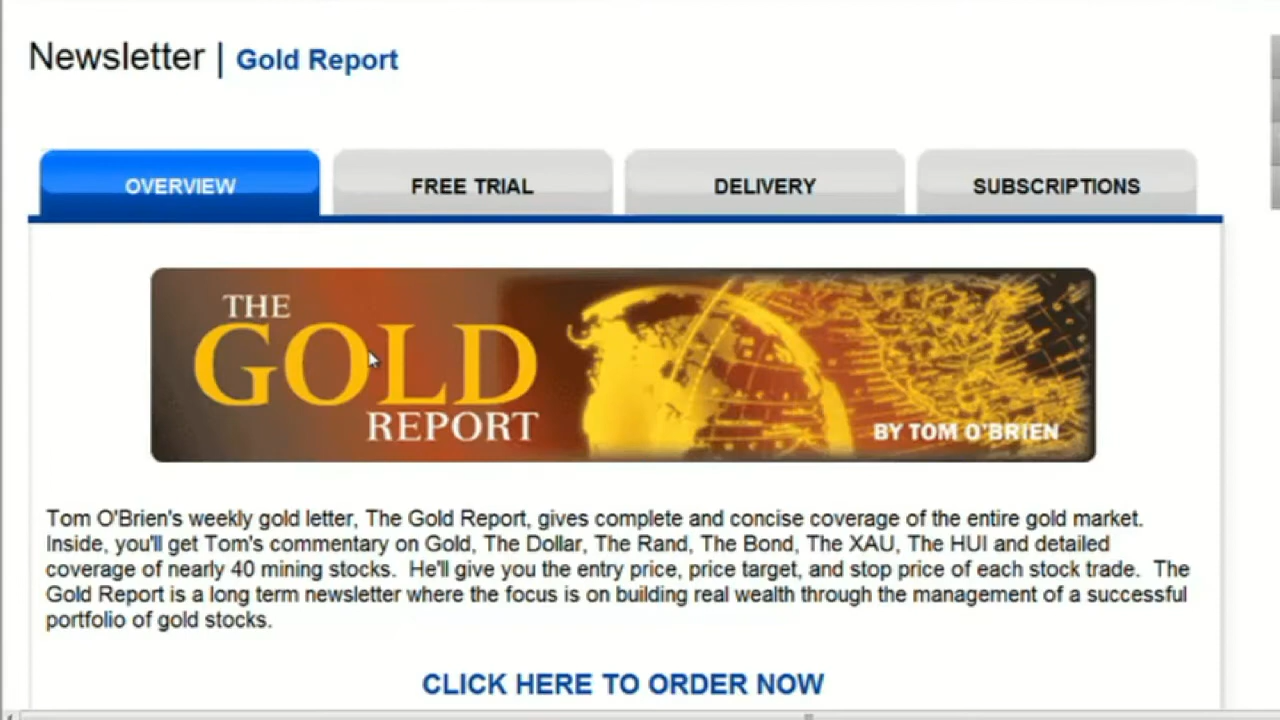 Newsletter | Gold Report
OVERVIEW
FREE TRIAL
DELIVERY
SUBSCRIPTIONS
THE
GOLD
REPORT
BY TOM O'BRIEN
Tom O'Brien's weekly gold letter, The Gold Report, gives complete and concise coverage of the entire gold market.
Inside, you'll get Tom's commentary on Gold, The Dollar, The Rand, The Bond, The XAU, The HUI and detailed
coverage of nearly 40 mining stocks.  He'll give you the entry price, price target, and stop price of each stock trade.  The
Gold Report is a long term newsletter where the focus is on building real wealth through the management of a successful
portfolio of gold stocks.
CLICK HERE TO ORDER NOW